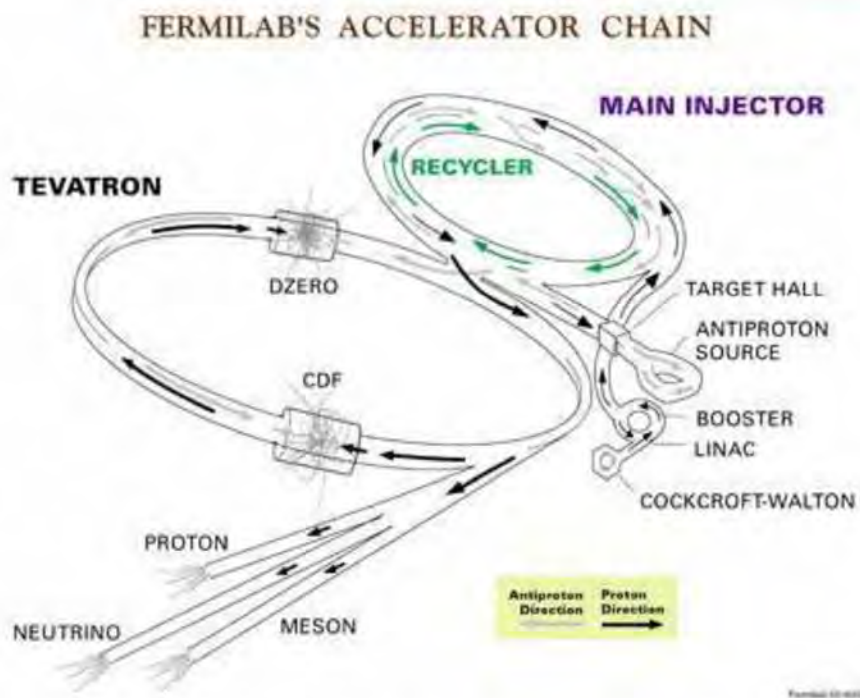 FERMILAB'S ACCELERATOR CHAIN
MAIN INJECTOR
RECYCLER
TEVATRON
DZERO
TARGET HALL
ANTIPROTON
SOURCE
CDF
BOOSTER
LINAC
COCKCROFT-WALTON
PROTON
NEUTRINO
MESON
Antiproton Proton
Direction Direction